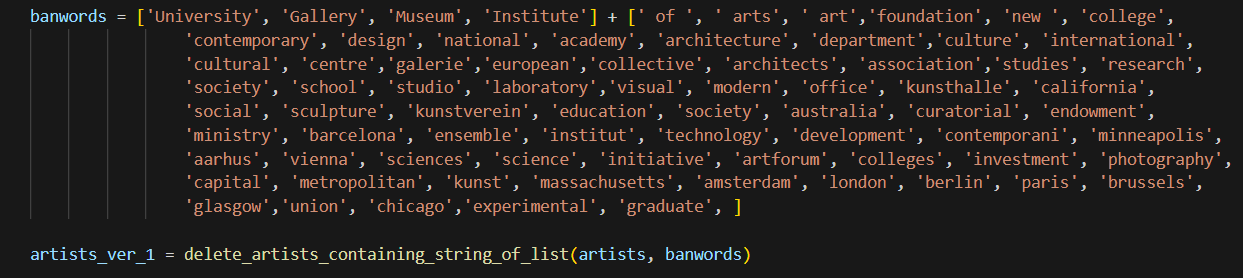 banwords = ['University', 'Gallery', 'Museum', 'Institute'] + [' of ', ' arts', ' art','foundation', 'new ', 'college',
'contemporary', 'design', 'national', 'academy', 'architecture', 'department','culture', 'international',
'cultural', 'centre','galerie','european','collective', 'architects', 'association','studies', 'research',
'society', 'school', 'studio', 'laboratory','visual', 'modern', 'office', 'kunsthalle', 'california',
'social', 'sculpture', 'kunstverein', 'education', 'society', 'australia', 'curatorial', 'endowment',
'ministry', 'barcelona', 'ensemble', 'institut', 'technology', 'development', 'contemporani', 'minneapolis',
'aarhus', 'vienna', 'sciences', 'science', 'initiative', 'artforum', 'colleges', 'investment', 'photography',
'capital', 'metropolitan', 'kunst', 'massachusetts', 'amsterdam', 'london', 'berlin', 'paris', 'brussels',
'glasgow','union', 'chicago','experimental', 'graduate', ]
artists_ver_1 = delete_artists_containing_string_of_list(artists, banwords)